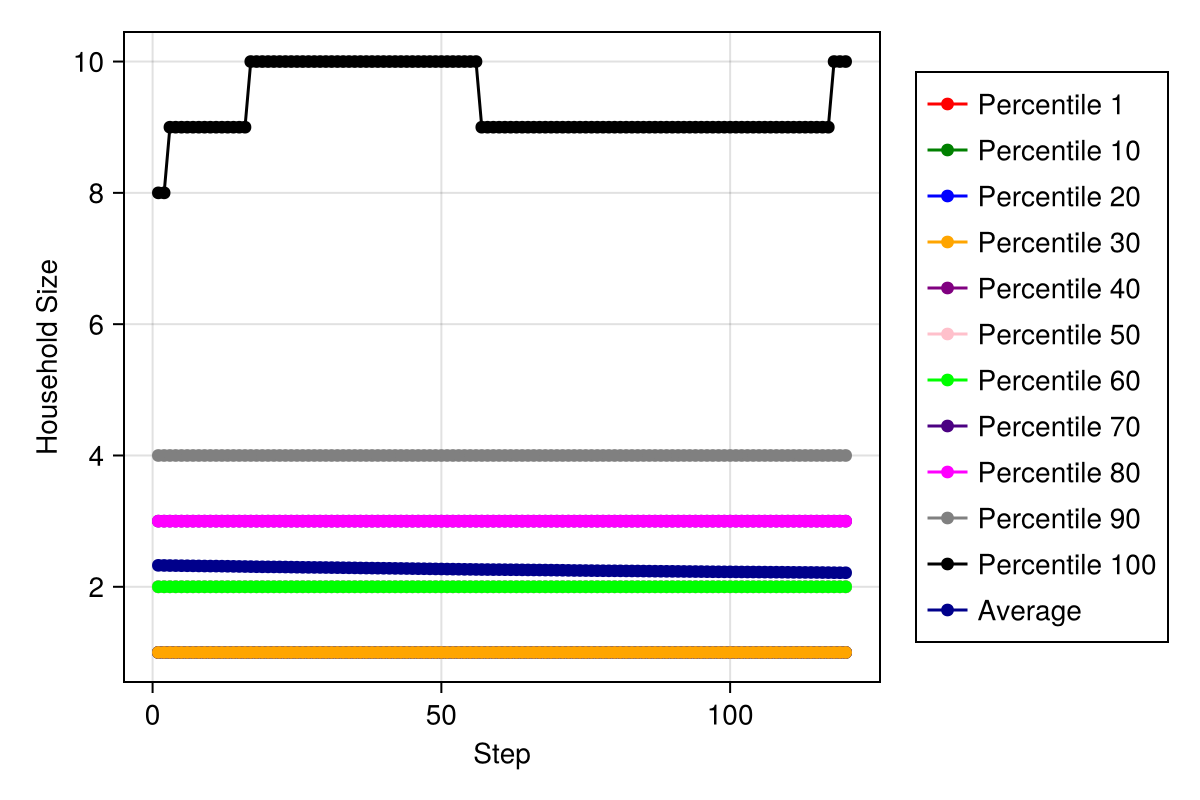 10
8
6
4
2
Household Size
0
50
100
Step
Percentile 1
Percentile 10
Percentile 20
Percentile 30
Percentile 40
Percentile 50
Percentile 60
Percentile 70
Percentile 80
Percentile 90
Percentile 100
Average